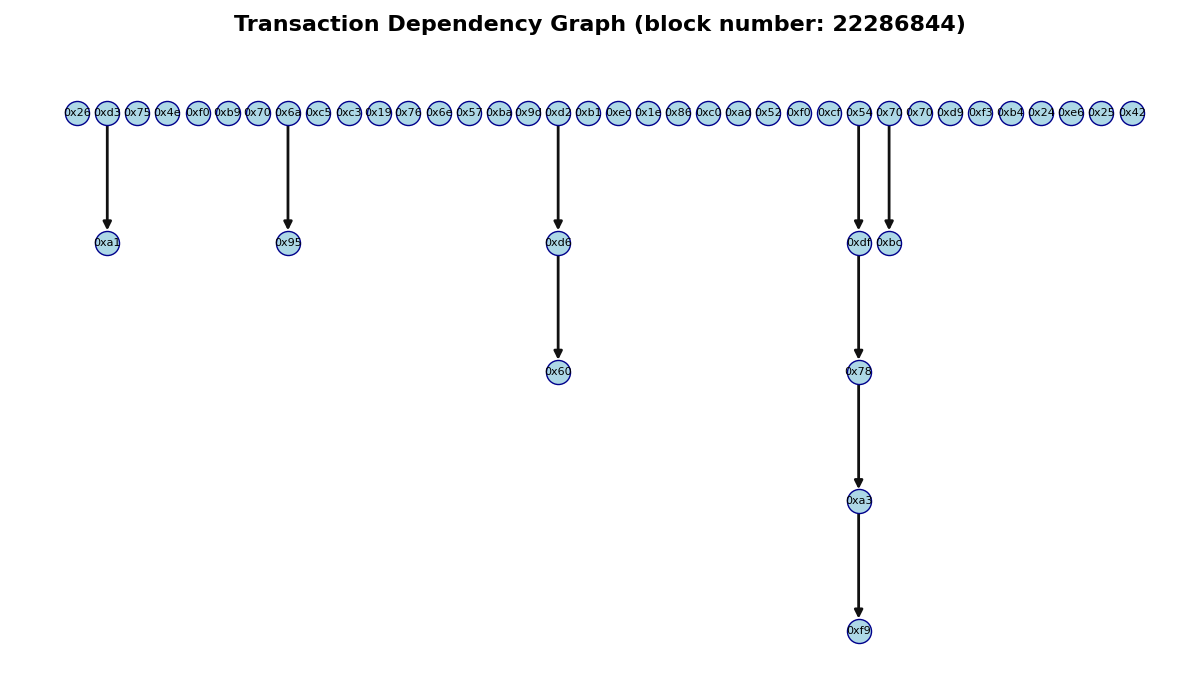 Transaction Dependency Graph (block number: 22286844)
0x26 0xd3 0x75 0x4e 0xf0 0xb9 0x70 0x6a 0xc5 0xc3 0x19 0x76 0x6e 0x57 0xba 0x9c 0xd2 0xb1 0xec 0x1e 0x86 0xc0 0xad 0x52 0xf0 0xcf 0x54 0x70 0x70 0xd9 0xf3 0xb4 0x24 0xe6 0x25 0x42
0xa1 0x95 0xd6 0xdf 0xbc
0x60 0x78
0xa3
0xf9